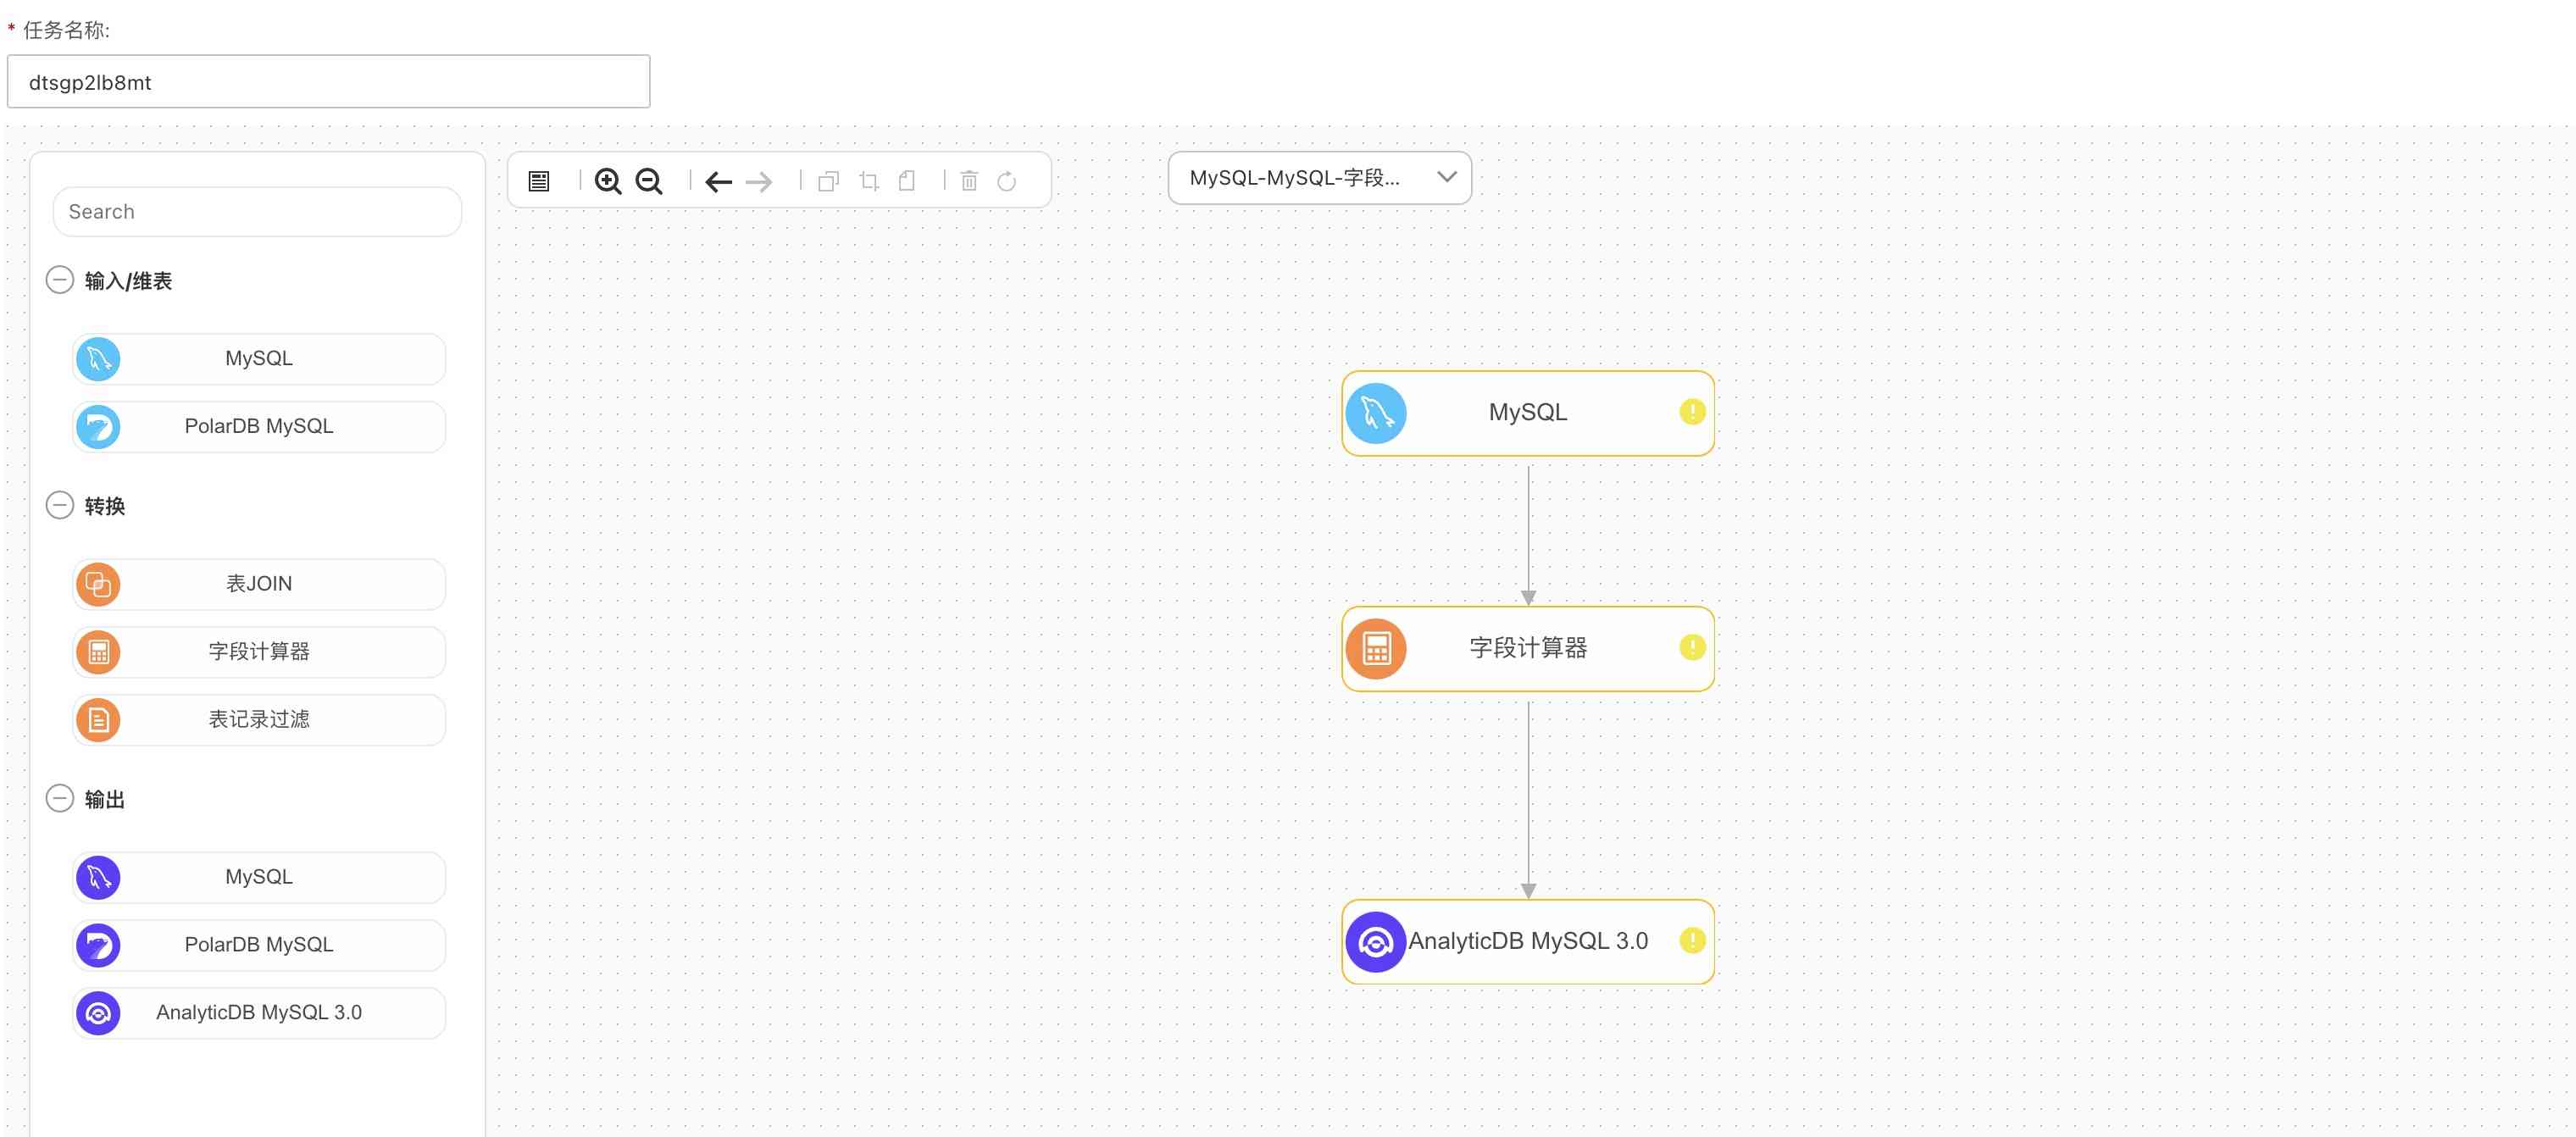 * 任务名称:
dtsgp2lb8mt
Search
MySQL-MySQL-字段...
输入/维表
MySQL
PolarDB MySQL
转换
表JOIN
字段计算器
表记录过滤
输出
MySQL
PolarDB MySQL
AnalyticDB MySQL 3.0
MySQL
字段计算器
AnalyticDB MySQL 3.0